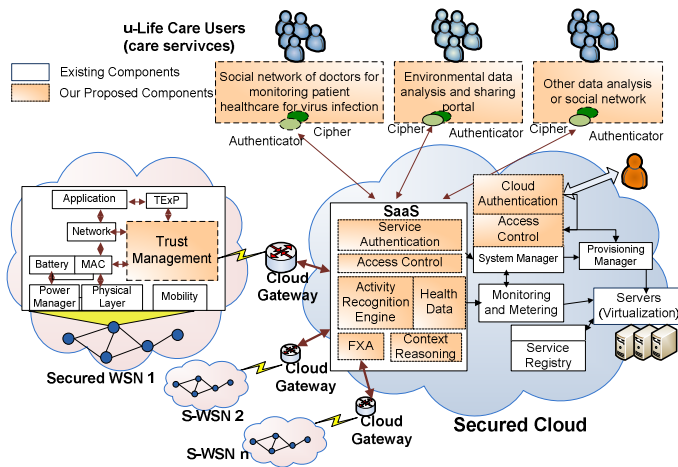 u-Life Care Users
(care servivces)
Existing Components
Our Proposed Components
Social network of doctors for
monitoring patient
healthcare for virus infection
Environmental data
analysis and sharing
portal
Other data analysis
or social network
Cipher
Authenticator
Cipher
Authenticator
Cipher
Authenticator
Application
TExP
Network
Trust
Management
Battery
MAC
Power
Manager
Physical
Layer
Mobility
Secured WSN 1
Cloud
Gateway
S-WSN 2
Cloud
Gateway
S-WSN n
Cloud
Gateway
SaaS
Service
Authentication
Access Control
Activity
Recognition
Engine
Health
Data
FXA
Context
Reasoning
Cloud
Authentication
Access
Control
System Manager
Provisioning
Manager
Monitoring
and Metering
Servers
(Virtualization)
Service
Registry
Secured Cloud